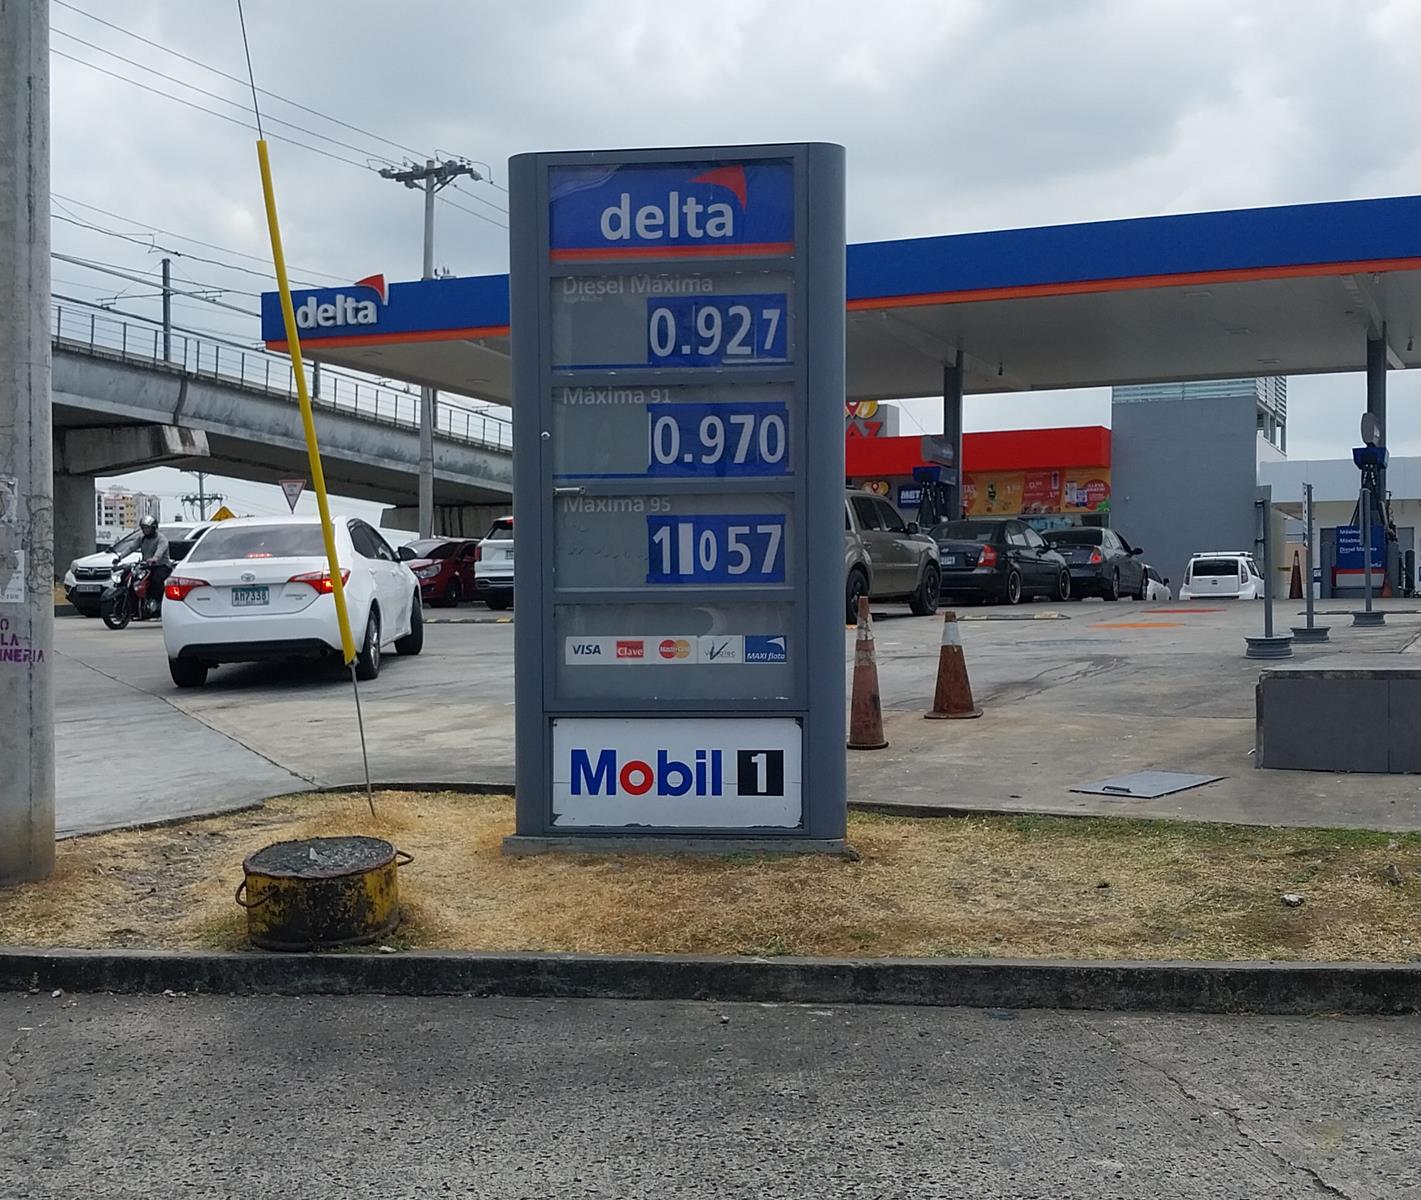 delta
Diesel Máxima
0.927
Máxima 91
0.970
Máxima 95
1.057
VISA Clave MasterCard MAXI flota
Mobil 1
delta
AH7338